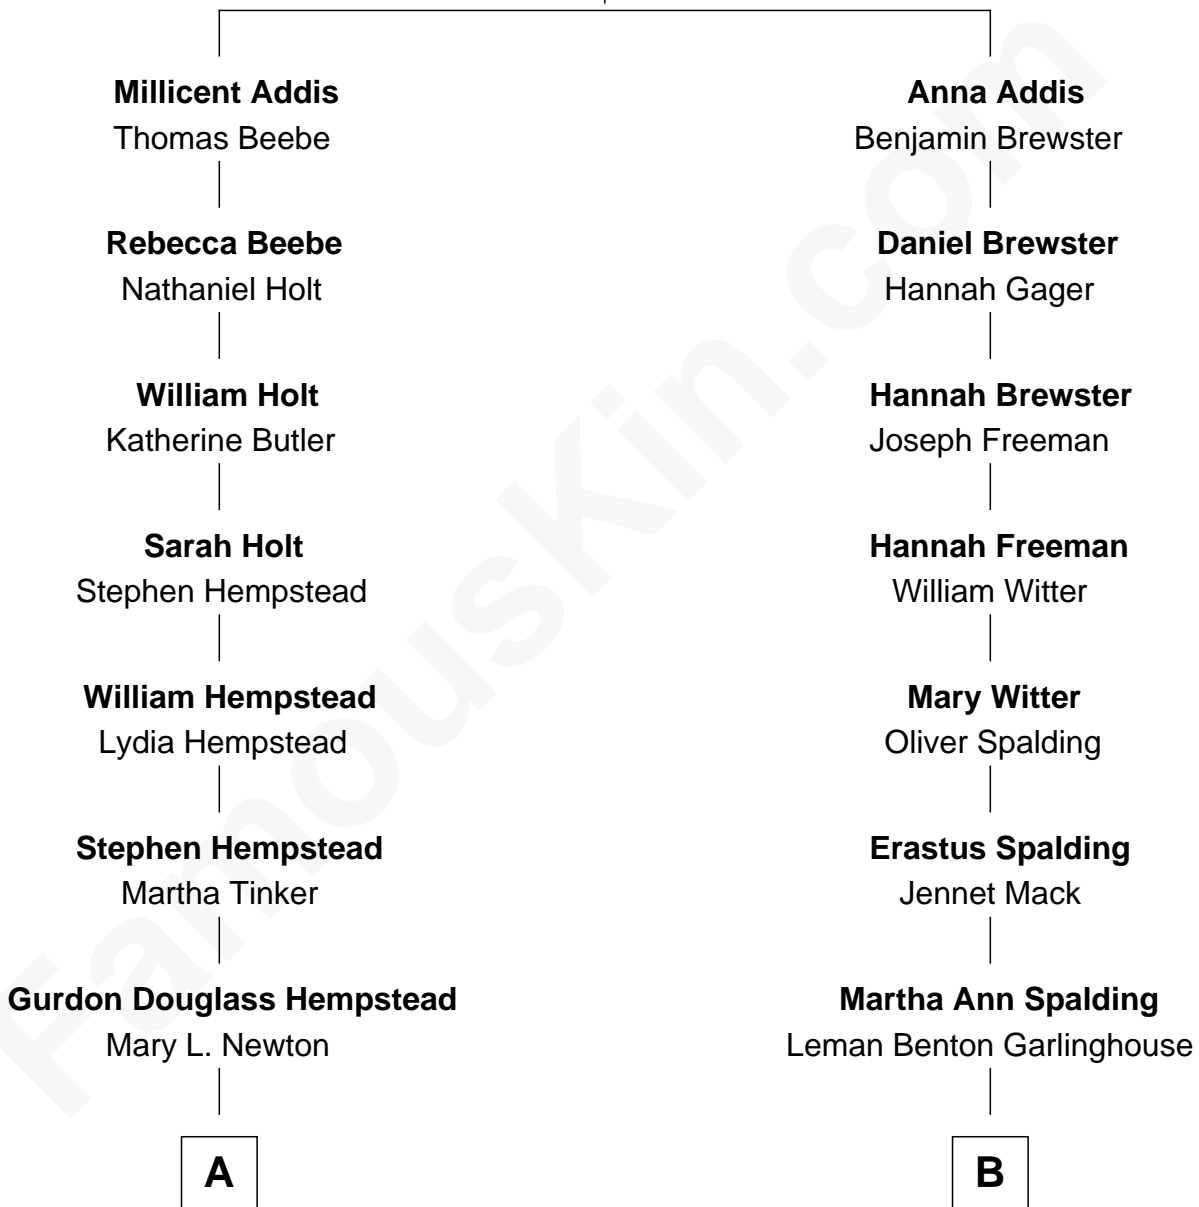 Millicent Addis
Thomas Beebe
Rebecca Beebe
Nathaniel Holt
William Holt
Katherine Butler
Sarah Holt
Stephen Hempstead
William Hempstead
Lydia Hempstead
Stephen Hempstead
Martha Tinker
Gurdon Douglass Hempstead
Mary L. Newton
A
Anna Addis
Benjamin Brewster
Daniel Brewster
Hannah Gager
Hannah Brewster
Joseph Freeman
Hannah Freeman
William Witter
Mary Witter
Oliver Spalding
Erastus Spalding
Jennet Mack
Martha Ann Spalding
Leman Benton Garlinghouse
B
FamousKin.com